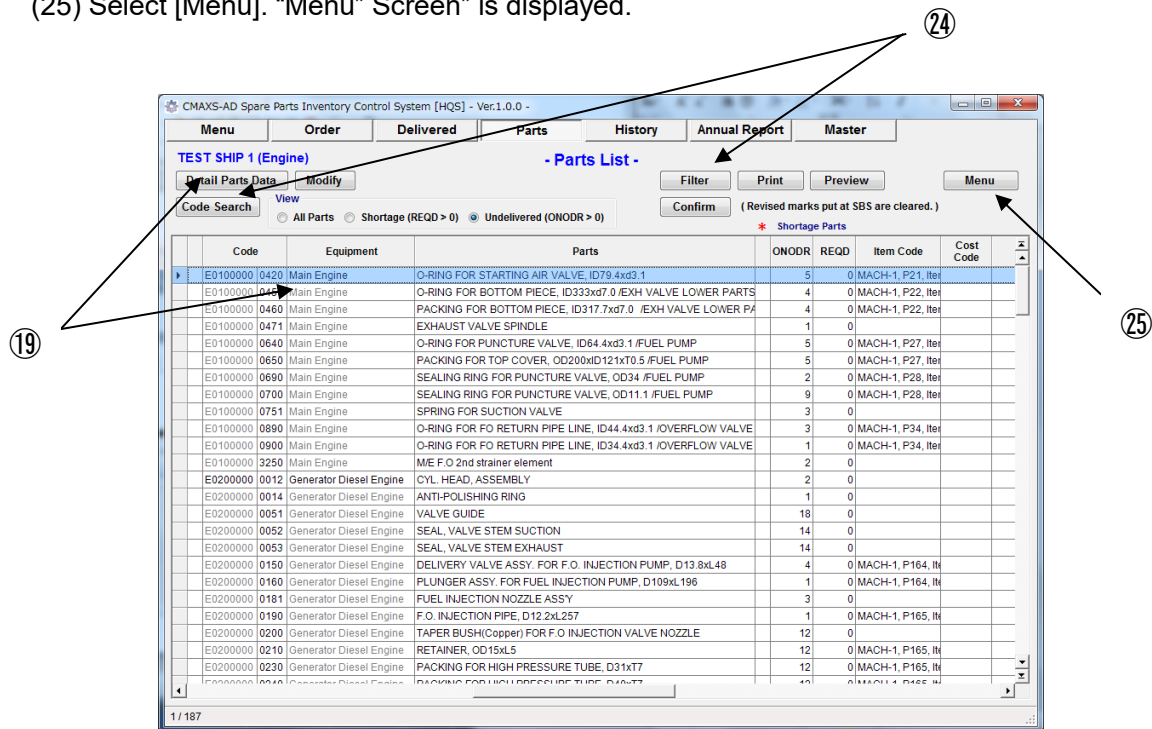 (25) Select [Menu]. “Menu” Screen” is displayed.
㉔
CMAXS-AD Spare Parts Inventory Control System [HQS] - Ver.1.0.0 -
Menu Order Delivered Parts History Annual Report Master
TEST SHIP 1 (Engine) - Parts List -
Detail Parts Data Modify Filter Print Preview Menu
Code Search View All Parts Shortage (REQD > 0) Undelivered (ONODR > 0) Confirm ( Revised marks put at SBS are cleared. )
* Shortage Parts
Code Equipment Parts ONODR REQD Item Code Cost Code
E0100000 0420 Main Engine O-RING FOR STARTING AIR VALVE, ID79.4xd3.1 5 0 MACH-1, P21, Iter
E0100000 Main Engine O-RING FOR BOTTOM PIECE, ID333xd7.0 /EXH VALVE LOWER PARTS 4 0 MACH-1, P22, Iter
E0100000 0460 Main Engine PACKING FOR BOTTOM PIECE, ID317.7xd7.0 /EXH VALVE LOWER PA 4 0 MACH-1, P22, Iter
E0100000 0471 Main Engine EXHAUST VALVE SPINDLE 1 0
E0100000 0640 Main Engine O-RING FOR PUNCTURE VALVE, ID64.4xd3.1 /FUEL PUMP 5 0 MACH-1, P27, Iter
E0100000 0650 Main Engine PACKING FOR TOP COVER, OD200xID121xT0.5 /FUEL PUMP 5 0 MACH-1, P27, Iter
E0100000 0690 Main Engine SEALING RING FOR PUNCTURE VALVE, OD34 /FUEL PUMP 2 0 MACH-1, P28, Iter
E0100000 0700 Main Engine SEALING RING FOR PUNCTURE VALVE, OD11.1 /FUEL PUMP 9 0 MACH-1, P28, Iter
E0100000 0751 Main Engine SPRING FOR SUCTION VALVE 3 0
E0100000 0890 Main Engine O-RING FOR FO RETURN PIPE LINE, ID44.4xd3.1 /OVERFLOW VALVE 3 0 MACH-1, P34, Iter
E0100000 0900 Main Engine O-RING FOR FO RETURN PIPE LINE, ID34.4xd3.1 /OVERFLOW VALVE 1 0 MACH-1, P34, Iter
E0100000 3250 Main Engine M/E F.O 2nd strainer element 2 0
E0200000 0012 Generator Diesel Engine CYL. HEAD, ASSEMBLY 2 0
E0200000 0014 Generator Diesel Engine ANTI-POLISHING RING 1 0
E0200000 0051 Generator Diesel Engine VALVE GUIDE 18 0
E0200000 0052 Generator Diesel Engine SEAL, VALVE STEM SUCTION 14 0
E0200000 0053 Generator Diesel Engine SEAL, VALVE STEM EXHAUST 14 0
E0200000 0150 Generator Diesel Engine DELIVERY VALVE ASSY. FOR F.O. INJECTION PUMP, D13.8xL48 4 0 MACH-1, P164, Ite
E0200000 0160 Generator Diesel Engine PLUNGER ASSY. FOR FUEL INJECTION PUMP, D109xL196 1 0 MACH-1, P164, Ite
E0200000 0181 Generator Diesel Engine FUEL INJECTION NOZZLE ASS'Y 3 0
E0200000 0190 Generator Diesel Engine F.O. INJECTION PIPE, D12.2xL257 1 0 MACH-1, P165, Ite
E0200000 0200 Generator Diesel Engine TAPER BUSH(Copper) FOR F.O INJECTION VALVE NOZZLE 12 0
E0200000 0210 Generator Diesel Engine RETAINER, OD15xL5 12 0 MACH-1, P165, Ite
E0200000 0230 Generator Diesel Engine PACKING FOR HIGH PRESSURE TUBE, D31xT7 12 0 MACH-1, P165, Ite
⑲
㉕
1 / 187